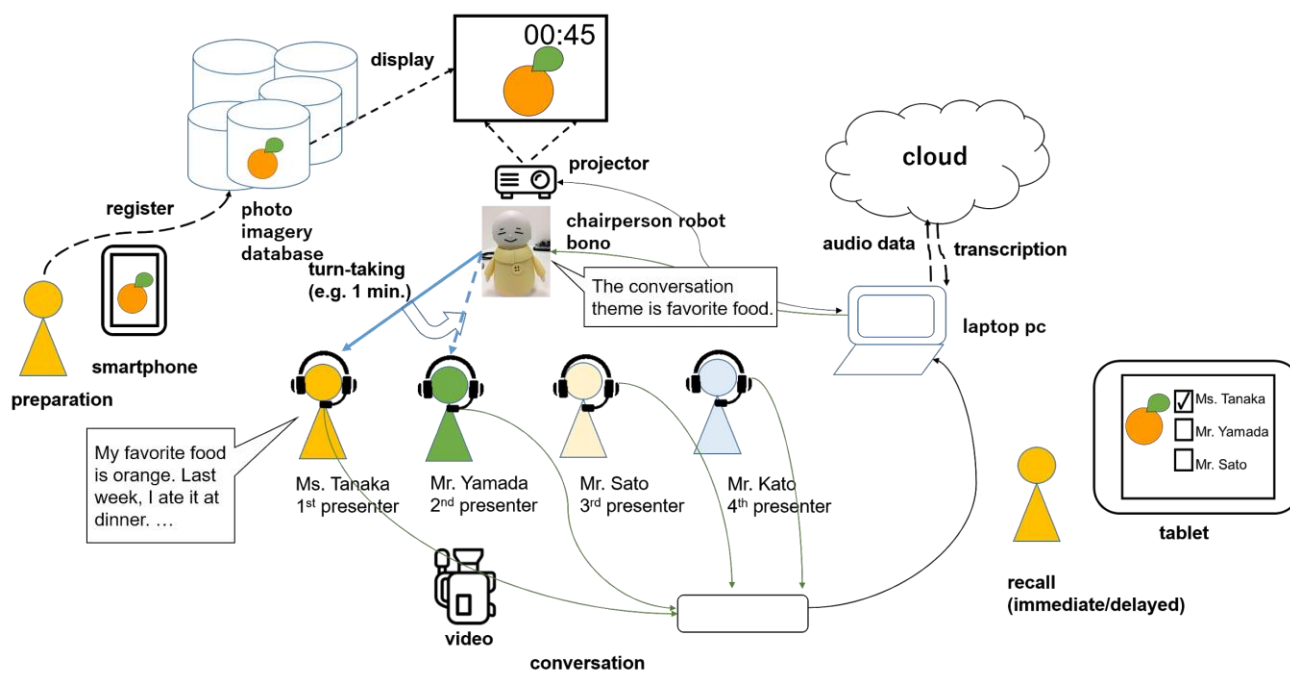 00:45
display
projector
cloud
register
photo
imagery
database
chairperson robot
bono
audio data
transcription
turn-taking
(e.g. 1 min.)
The conversation
theme is favorite food.
laptop pc
smartphone
preparation
My favorite food
is orange. Last
week, I ate it at
dinner. …
Ms. Tanaka
1st presenter
Mr. Yamada
2nd presenter
Mr. Sato
3rd presenter
Mr. Kato
4th presenter
Ms. Tanaka
Mr. Yamada
Mr. Sato
tablet
recall
(immediate/delayed)
video
conversation